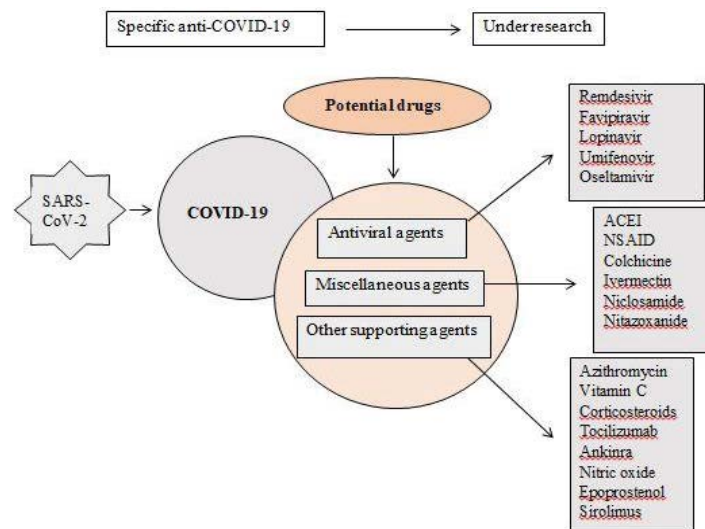 Specific anti-COVID-19
Under research
Potential drugs
SARS-
CoV-2
COVID-19
Antiviral agents
Miscellaneous agents
Other supporting agents
Remdesivir
Favipiravir
Lopinavir
Umifenovir
Oseltamivir
ACEI
NSAID
Colchicine
Ivermectin
Niclosamide
Nitazoxanide
Azithromycin
Vitamin C
Corticosteroids
Tocilizumab
Ankinra
Nitric oxide
Epoprostenol
Sirolimus